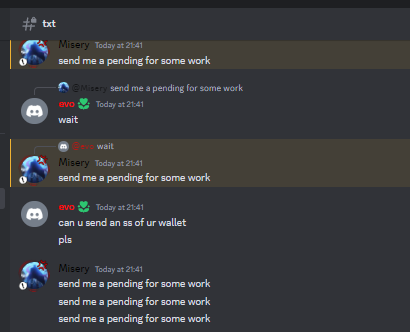 txt
Misery Today at 21:41
send me a pending for some work
@Misery send me a pending for some work
evo Today at 21:41
wait
wait
Misery Today at 21:41
send me a pending for some work
evo Today at 21:41
can u send an ss of ur wallet
pls
Misery Today at 21:41
send me a pending for some work
send me a pending for some work
send me a pending for some work